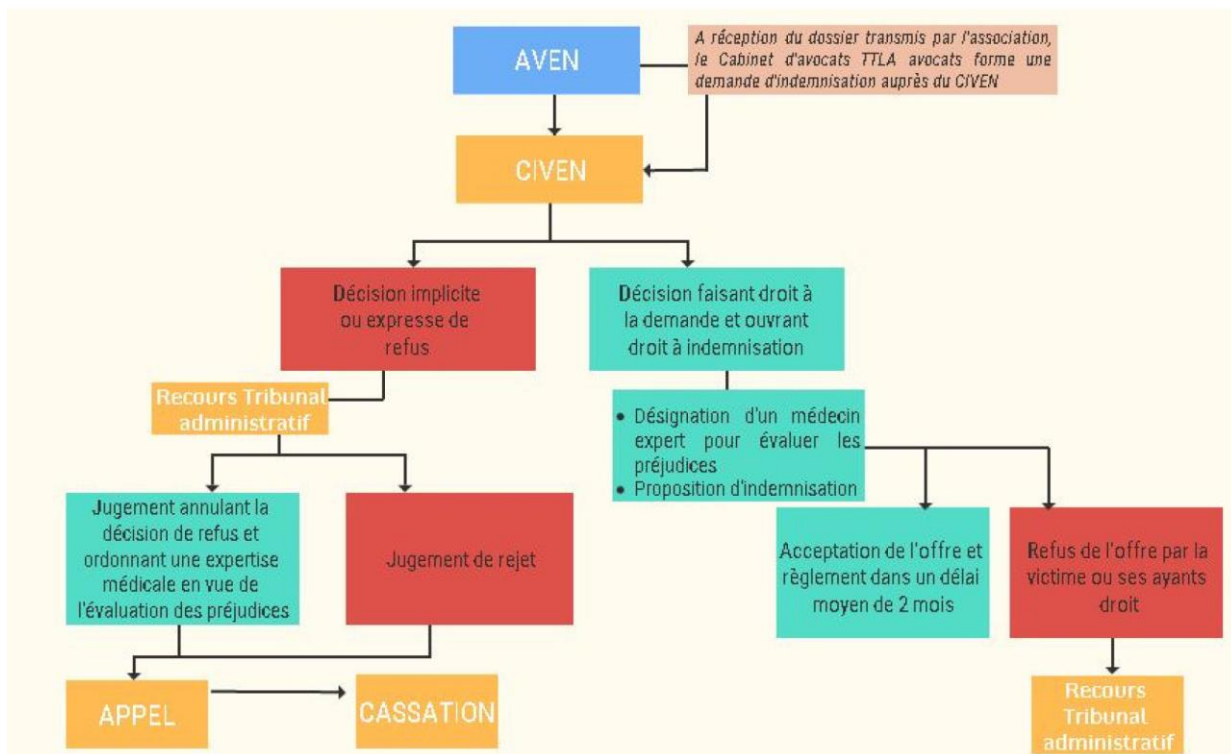 AVEN
A réception du dossier transmis par l'association,
le Cabinet d'avocats TTLA avocats forme une
demande d'indemnisation auprès du CIVEN
CIVEN
Décision implicite
ou expresse de
refus
Décision faisant droit à
la demande et ouvrant
droit à indemnisation
Recours Tribunal
administratif
• Désignation d'un médecin
expert pour évaluer les
préjudices
• Proposition d'indemnisation
Jugement annulant la
décision de refus et
ordonnant une expertise
médicale en vue de
l'évaluation des préjudices
Jugement de rejet
Acceptation de l'offre et
règlement dans un délai
moyen de 2 mois
Refus de l'offre par la
victime ou ses ayants
droit
APPEL
CASSATION
Recours
Tribunal
administratif